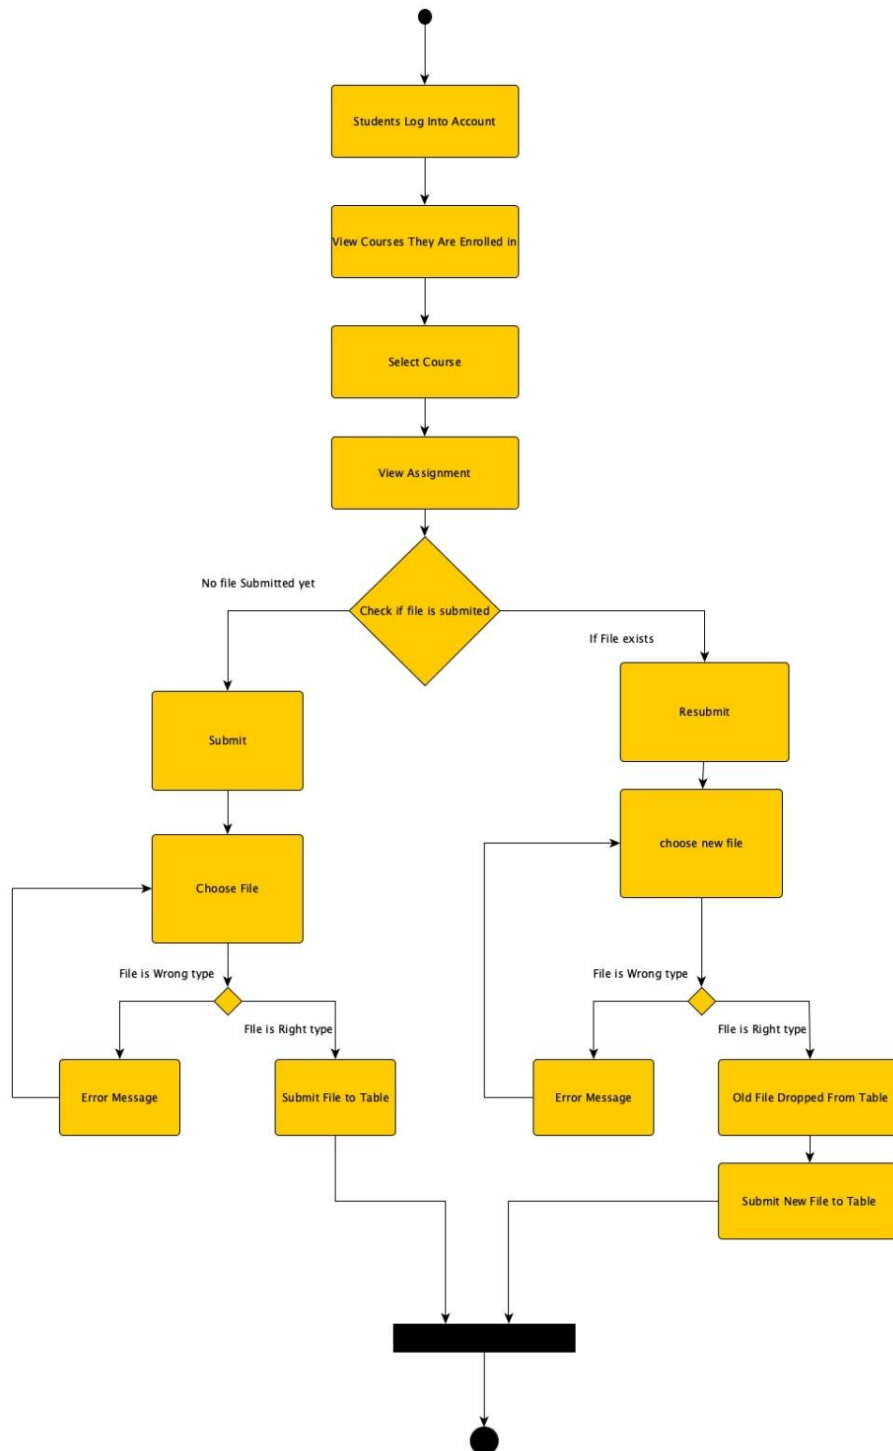 Students Log Into Account
View Courses They Are Enrolled in
Select Course
View Assignment
No file Submitted yet
Check if file is submited
If File exists
Submit
Resubmit
Choose File
choose new file
File is Wrong type
File is Wrong type
FIle is Right type
FIle is Right type
Error Message
Submit File to Table
Error Message
Old File Dropped From Table
Submit New File to Table